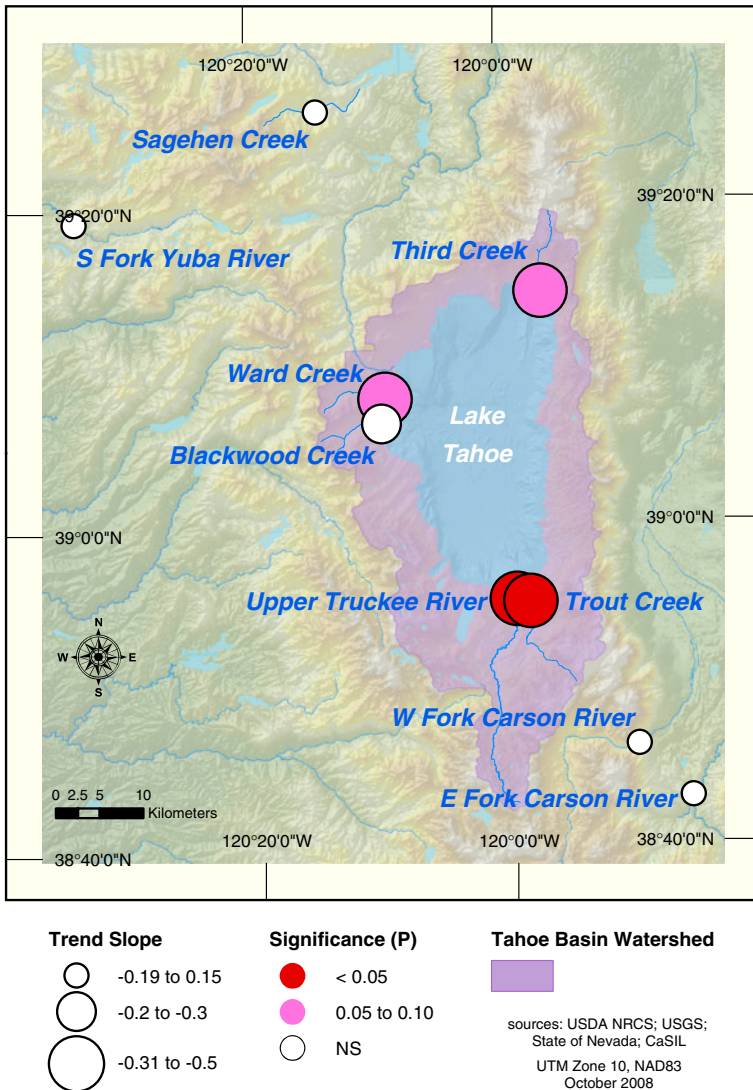 120°20'0"W
120°0'0"W
Sagehen Creek
39°20'0"N
39°20'0"N
S Fork Yuba River
Third Creek
Ward Creek
Lake
Tahoe
Blackwood Creek
39°0'0"N
39°0'0"N
Upper Truckee River
Trout Creek
N
W
E
S
W Fork Carson River
E Fork Carson River
0 2.5 5 10
Kilometers
120°20'0"W
120°0'0"W
38°40'0"N
38°40'0"N
Trend Slope
-0.19 to 0.15
-0.2 to -0.3
-0.31 to -0.5
Significance (P)
< 0.05
0.05 to 0.10
NS
Tahoe Basin Watershed
sources: USDA NRCS; USGS;
State of Nevada; CaSIL
UTM Zone 10, NAD83
October 2008